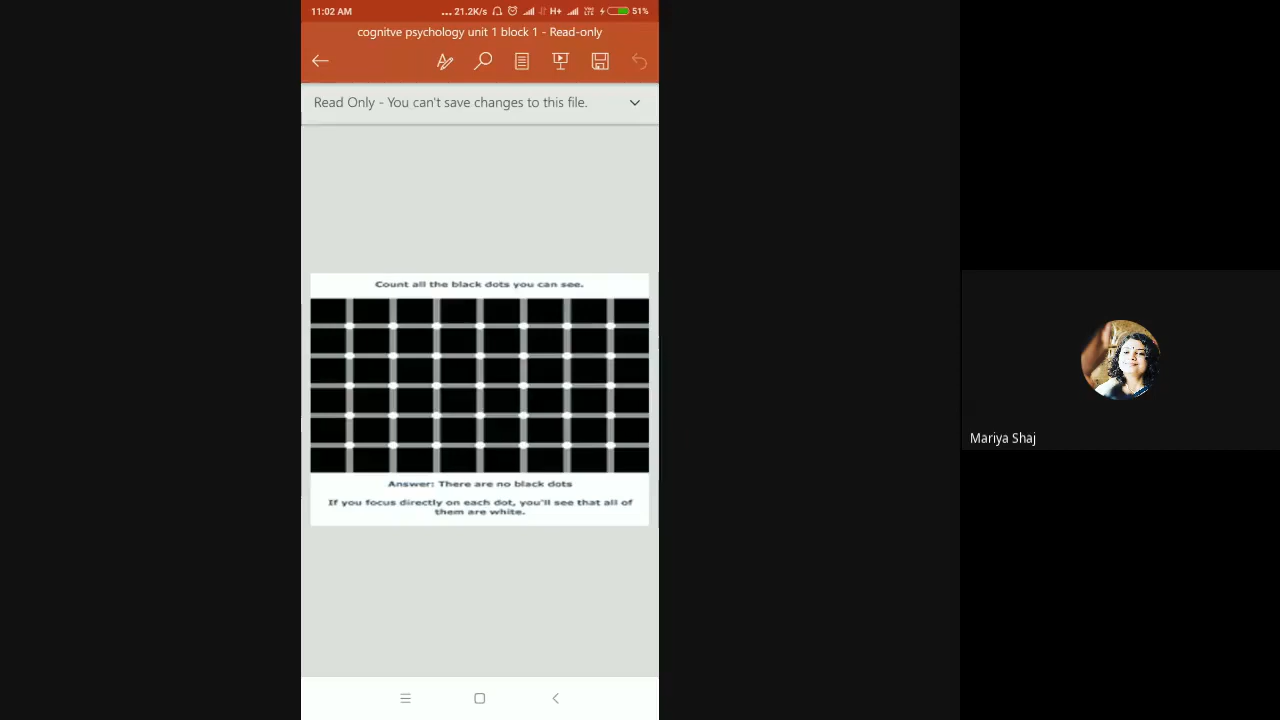 11:02 AM
... 21.2K/s H+ 51%
cognitve psychology unit 1 block 1 - Read-only
Read Only - You can't save changes to this file.
Count all the black dots you can see.
Answer: There are no black dots
If you focus directly on each dot, you'll see that all of
them are white.
Mariya Shaj